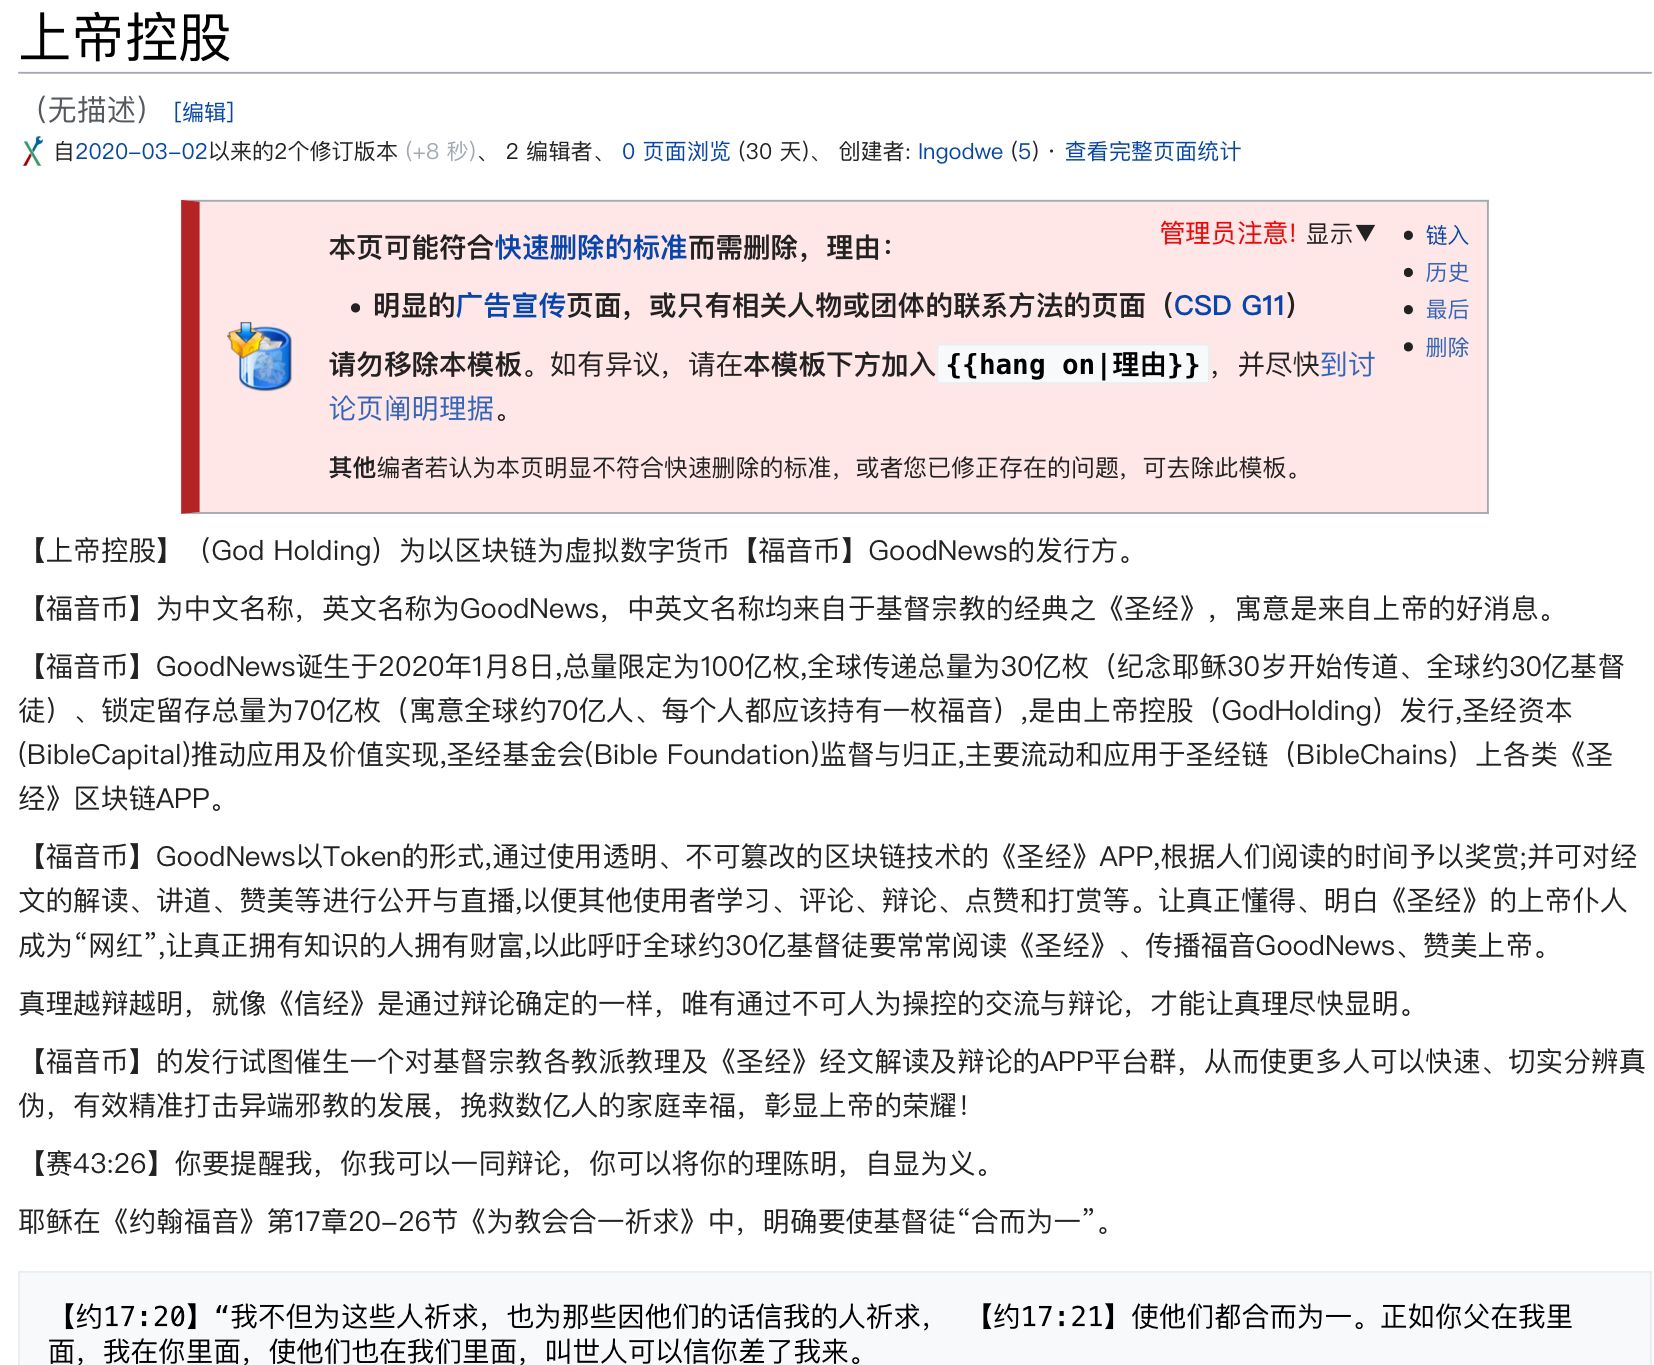 上帝控股
（无描述） [编辑]
自2020-03-02以来的2个修订版本 (+8 秒)、 2 编辑者、 0 页面浏览 (30 天)、 创建者: Ingodwe (5) · 查看完整页面统计
管理员注意! 显示▼
• 链入
• 历史
• 最后
• 删除
本页可能符合快速删除的标准而需删除，理由：
• 明显的广告宣传页面，或只有相关人物或团体的联系方法的页面（CSD G11）
请勿移除本模板。如有异议，请在本模板下方加入{{hang on|理由}}，并尽快到讨
论页阐明理据。
其他编者若认为本页明显不符合快速删除的标准，或者您已修正存在的问题，可去除此模板。
【上帝控股】（God Holding）为以区块链为虚拟数字货币【福音币】GoodNews的发行方。
【福音币】为中文名称，英文名称为GoodNews，中英文名称均来自于基督宗教的经典之《圣经》，寓意是来自上帝的好消息。
【福音币】GoodNews诞生于2020年1月8日,总量限定为100亿枚,全球传递总量为30亿枚（纪念耶稣30岁开始传道、全球约30亿基督
徒）、锁定留存总量为70亿枚（寓意全球约70亿人、每个人都应该持有一枚福音）,是由上帝控股（GodHolding）发行,圣经资本
(BibleCapital)推动应用及价值实现,圣经基金会(Bible Foundation)监督与归正,主要流动和应用于圣经链（BibleChains）上各类《圣
经》区块链APP。
【福音币】GoodNews以Token的形式,通过使用透明、不可篡改的区块链技术的《圣经》APP,根据人们阅读的时间予以奖赏;并可对经
文的解读、讲道、赞美等进行公开与直播,以便其他使用者学习、评论、辩论、点赞和打赏等。让真正懂得、明白《圣经》的上帝仆人
成为“网红”,让真正拥有知识的人拥有财富,以此呼吁全球约30亿基督徒要常常阅读《圣经》、传播福音GoodNews、赞美上帝。
真理越辩越明，就像《信经》是通过辩论确定的一样，唯有通过不可人为操控的交流与辩论，才能让真理尽快显明。
【福音币】的发行试图催生一个对基督宗教各教派教理及《圣经》经文解读及辩论的APP平台群，从而使更多人可以快速、切实分辨真
伪，有效精准打击异端邪教的发展，挽救数亿人的家庭幸福，彰显上帝的荣耀！
【赛43:26】你要提醒我，你我可以一同辩论，你可以将你的理陈明，自显为义。
耶稣在《约翰福音》第17章20-26节《为教会合一祈求》中，明确要使基督徒“合而为一”。
【约17:20】“我不但为这些人祈求，也为那些因他们的话信我的人祈求， 【约17:21】使他们都合而为一。正如你父在我里
面，我在你里面，使他们也在我们里面，叫世人可以信你差了我来。